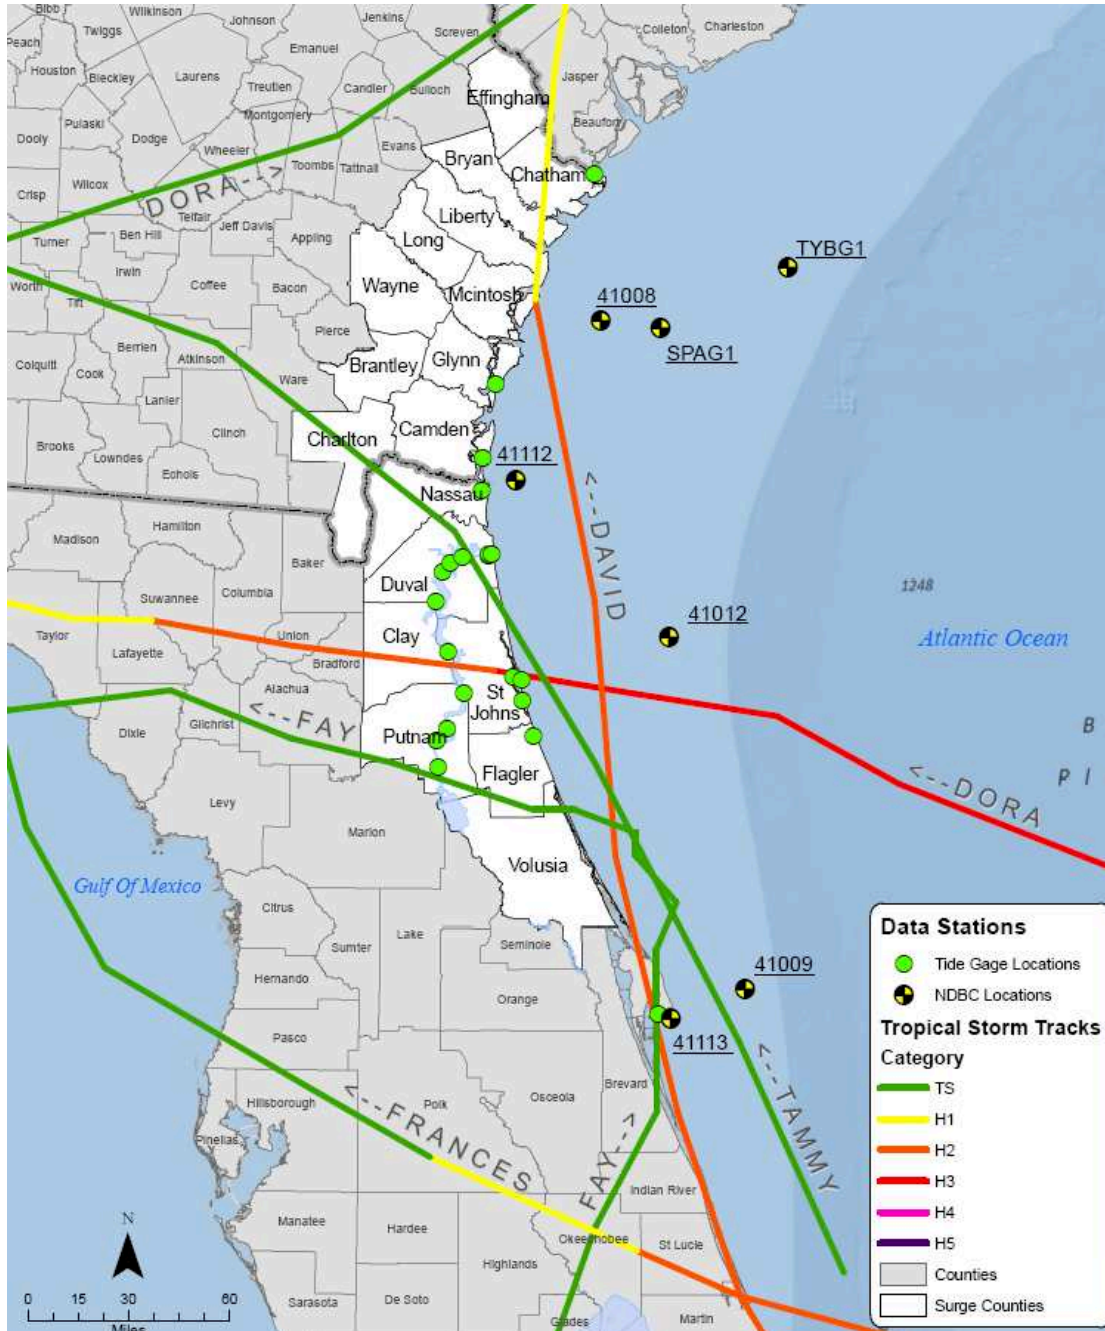 Bibb
Wilkinson
Twiggs
Johnson
Jenkins
Screven
Colleton
Charleston
Peach
Houston
Bleckley
Laurens
Emanuel
Treutlen
Candler
Bulloch
Effingham
Jasper
Beaufort
Dooly
Pulaski
Dodge
Montgomery
Wheeler
Toombs
Tattnall
Evans
Bryan
Chatham
Crisp
Wilcox
DORA-->
Telfair
Jeff Davis
Appling
Liberty
Turner
Ben Hill
Long
TYBG1
Worth
Tift
Irwin
Coffee
Bacon
Wayne
Mcintosh
41008
SPAG1
Colquitt
Cook
Berrien
Atkinson
Pierce
Ware
Brantley
Glynn
Lanier
Brooks
Lowndes
Clinch
Echols
Charlton
Camden
41112
Nassau
Madison
Hamilton
Baker
<---DAVID
Duval
Suwannee
Columbia
Union
Bradford
Clay
41012
1248
Atlantic Ocean
Taylor
Lafayette
Alachua
Gilchrist
Dixie
<---FAY
St
Johns
Putnam
Flagler
<---DORA
B
P I
Levy
Marion
Volusia
Gulf Of Mexico
Citrus
Sumter
Lake
Seminole
Hernando
Orange
41009
41113
Pasco
Hillsborough
Pinellas
Polk
Osceola
Brevard
<---TAMMY
<---FRANCES
FAY-->
Indian River
Manatee
Hardee
Okeechobee
St Lucie
Highlands
Sarasota
De Soto
Glades
Martin
N
0 15 30 60
Miles
Data Stations
Tide Gage Locations
NDBC Locations
Tropical Storm Tracks
Category
TS
H1
H2
H3
H4
H5
Counties
Surge Counties